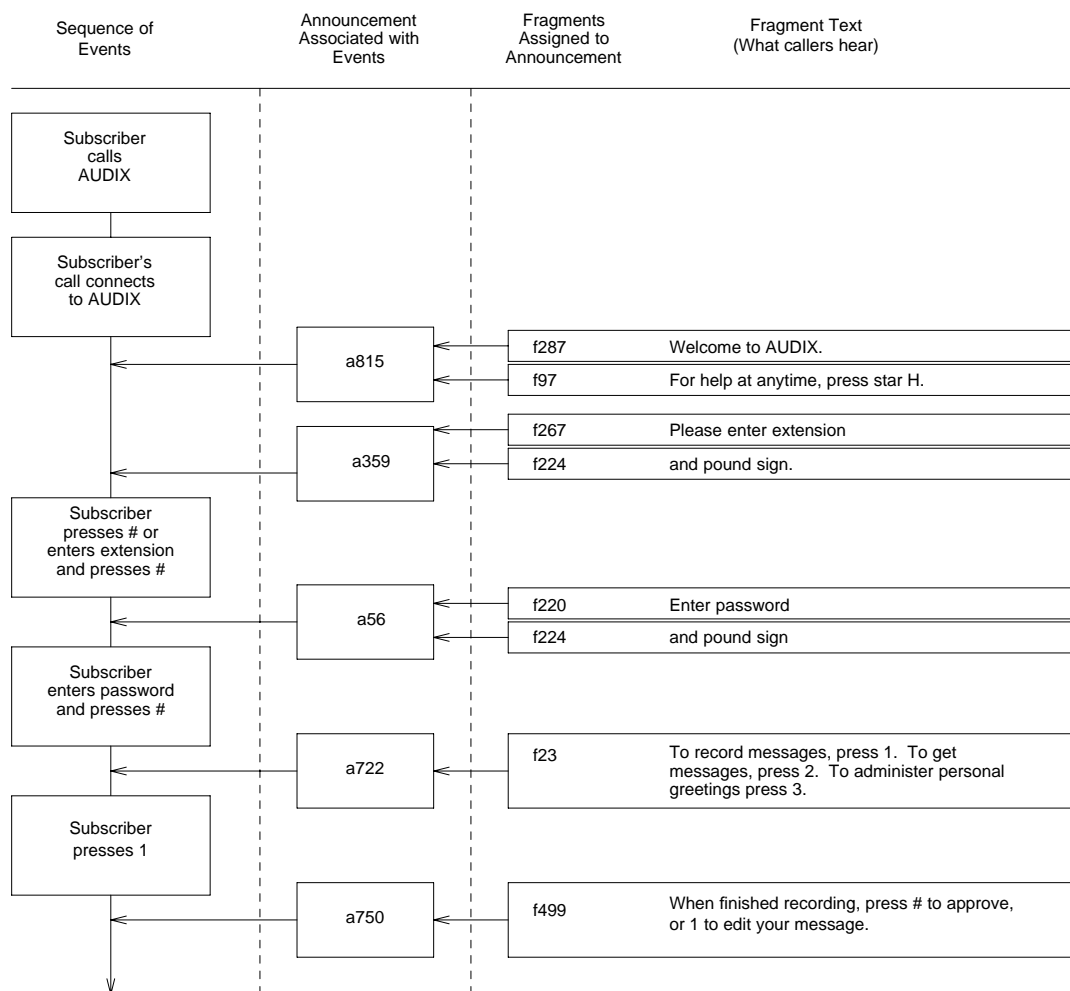 Sequence of
Events
Announcement
Associated with
Events
Fragments
Assigned to
Announcement
Fragment Text
(What callers hear)
Subscriber
calls
AUDIX
Subscriber's
call connects
to AUDIX
a815
f287 Welcome to AUDIX.
f97 For help at anytime, press star H.
a359
f267 Please enter extension
f224 and pound sign.
Subscriber
presses # or
enters extension
and presses #
a56
f220 Enter password
f224 and pound sign
Subscriber
enters password
and presses #
a722
f23 To record messages, press 1. To get
messages, press 2. To administer personal
greetings press 3.
Subscriber
presses 1
a750
f499 When finished recording, press # to approve,
or 1 to edit your message.